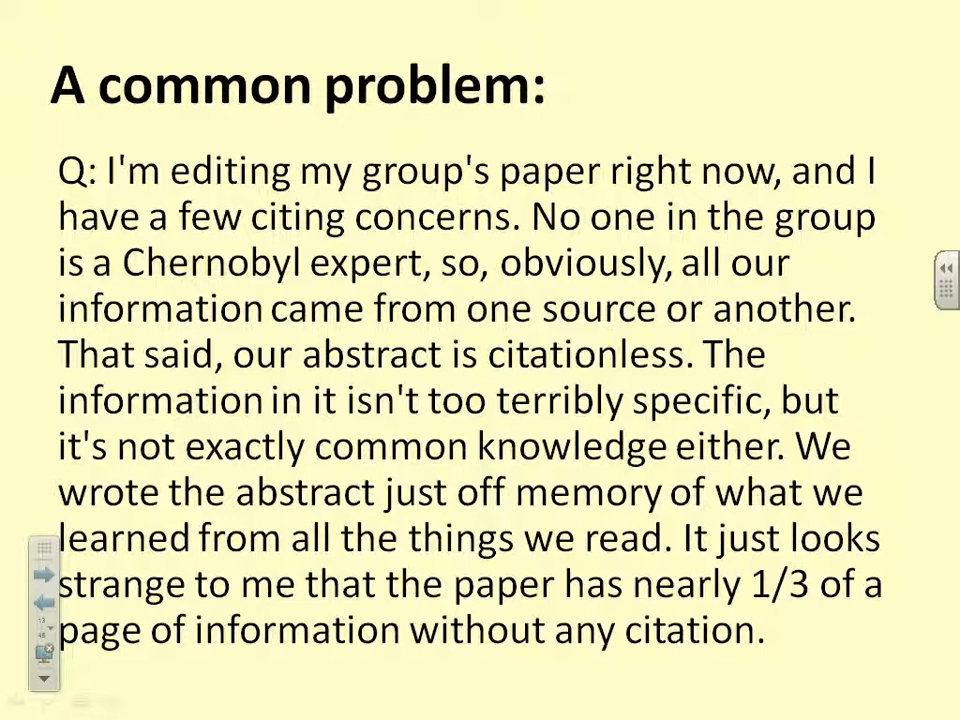 A common problem:
Q: I'm editing my group's paper right now, and I
have a few citing concerns. No one in the group
is a Chernobyl expert, so, obviously, all our
information came from one source or another.
That said, our abstract is citationless. The
information in it isn't too terribly specific, but
it's not exactly common knowledge either. We
wrote the abstract just off memory of what we
learned from all the things we read. It just looks
strange to me that the paper has nearly 1/3 of a
page of information without any citation.